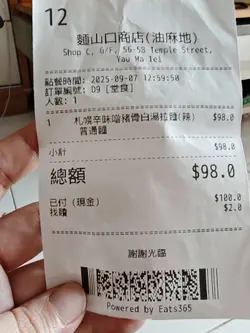 12
麵山口商店(油麻地)
Shop C, G/F, 56-58 Temple Street,
Yau Ma Tei
點餐時間: 2025-09-07 12:59:50
訂單編號: D9 [堂食]
人數: 1
1 札幌辛味噌豬骨白湯拉麵(辣) $98.0
普通麵
小計 $98.0
總額 $98.0
已付 (現金) $100.0
找贖 $2.0
謝謝光臨
Powered by Eats365